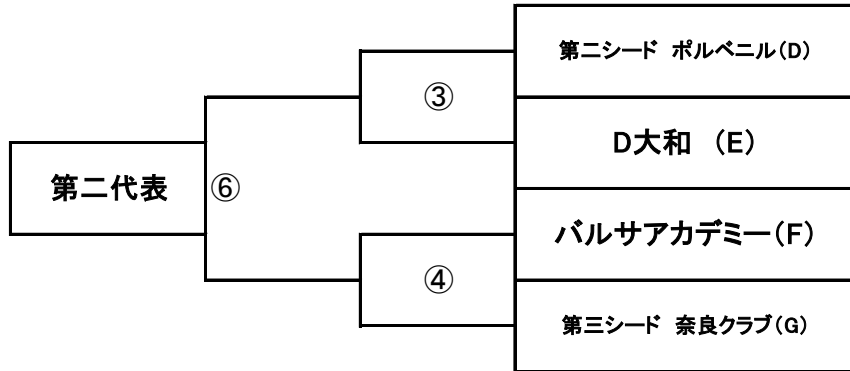 第二シード ポルベニル(D)
③
D大和 (E)
第二代表
⑥
バルサアカデミー(F)
④
第三シード 奈良クラブ(G)